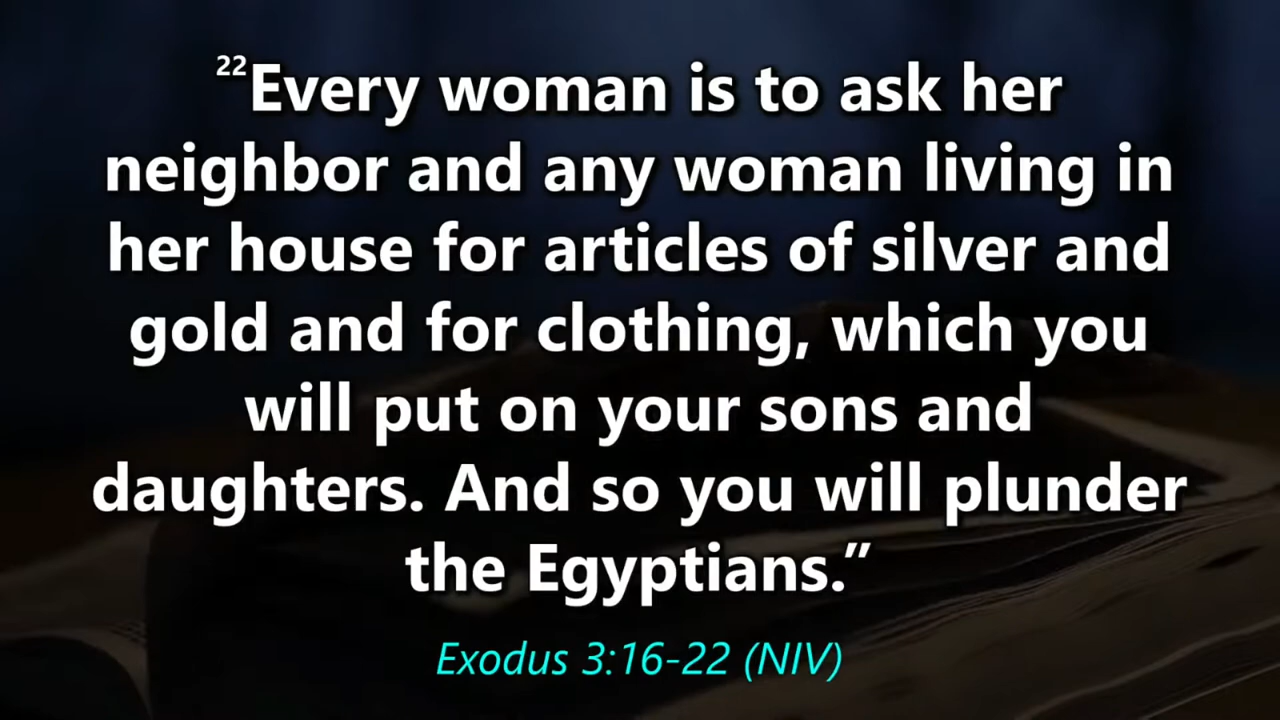 22Every woman is to ask her
neighbor and any woman living in
her house for articles of silver and
gold and for clothing, which you
will put on your sons and
daughters. And so you will plunder
the Egyptians.”
Exodus 3:16-22 (NIV)